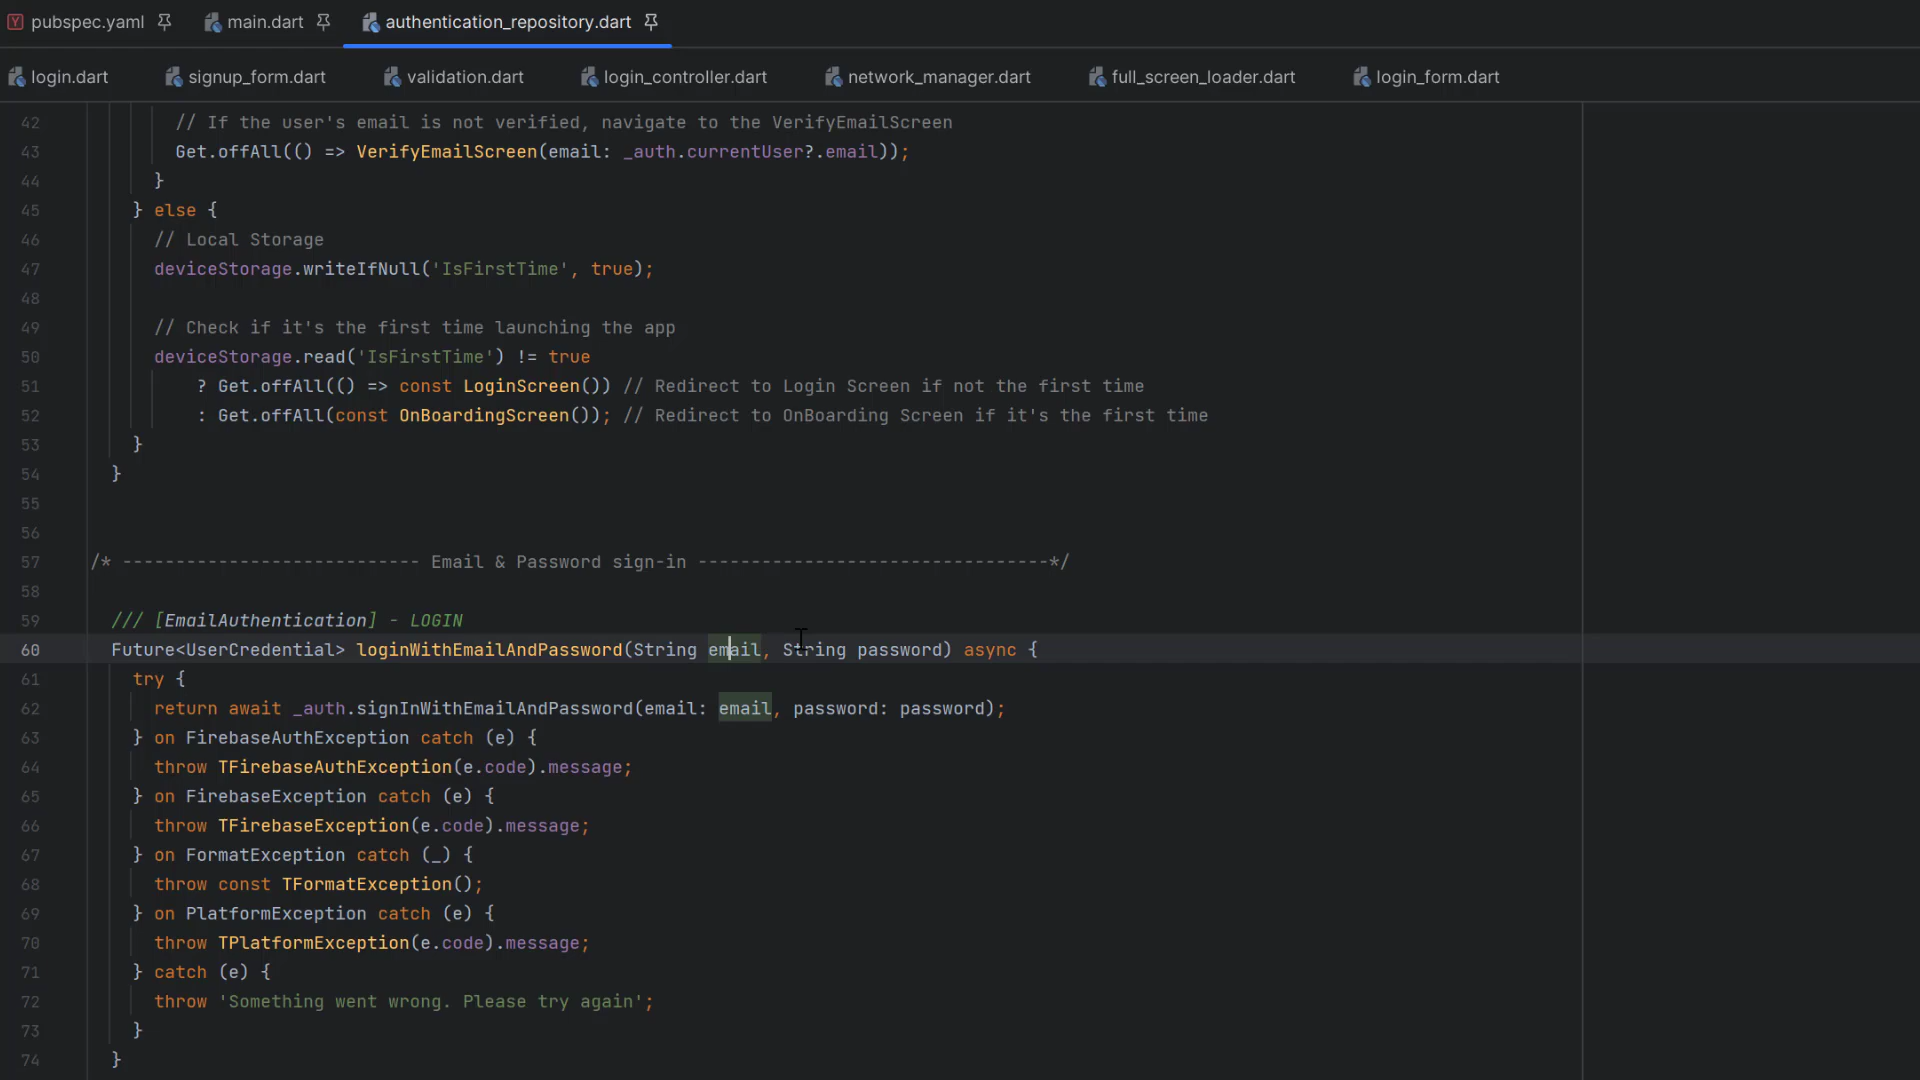 pubspec.yaml main.dart authentication_repository.dart
login.dart signup_form.dart validation.dart login_controller.dart network_manager.dart full_screen_loader.dart login_form.dart
42 // If the user's email is not verified, navigate to the VerifyEmailScreen
43 Get.offAll(() => VerifyEmailScreen(email: _auth.currentUser?.email));
44 }
45 } else {
46 // Local Storage
47 deviceStorage.writeIfNull('IsFirstTime', true);
48
49 // Check if it's the first time launching the app
50 deviceStorage.read('IsFirstTime') != true
51 ? Get.offAll(() => const LoginScreen()) // Redirect to Login Screen if not the first time
52 : Get.offAll(const OnBoardingScreen()); // Redirect to OnBoarding Screen if it's the first time
53 }
54 }
55
56
57 /* ---------------------------- Email & Password sign-in ---------------------------------*/
58
59 /// [EmailAuthentication] - LOGIN
60 Future<UserCredential> loginWithEmailAndPassword(String email, String password) async {
61 try {
62 return await _auth.signInWithEmailAndPassword(email: email, password: password);
63 } on FirebaseAuthException catch (e) {
64 throw TFirebaseAuthException(e.code).message;
65 } on FirebaseException catch (e) {
66 throw TFirebaseException(e.code).message;
67 } on FormatException catch (_) {
68 throw const TFormatException();
69 } on PlatformException catch (e) {
70 throw TPlatformException(e.code).message;
71 } catch (e) {
72 throw 'Something went wrong. Please try again';
73 }
74 }